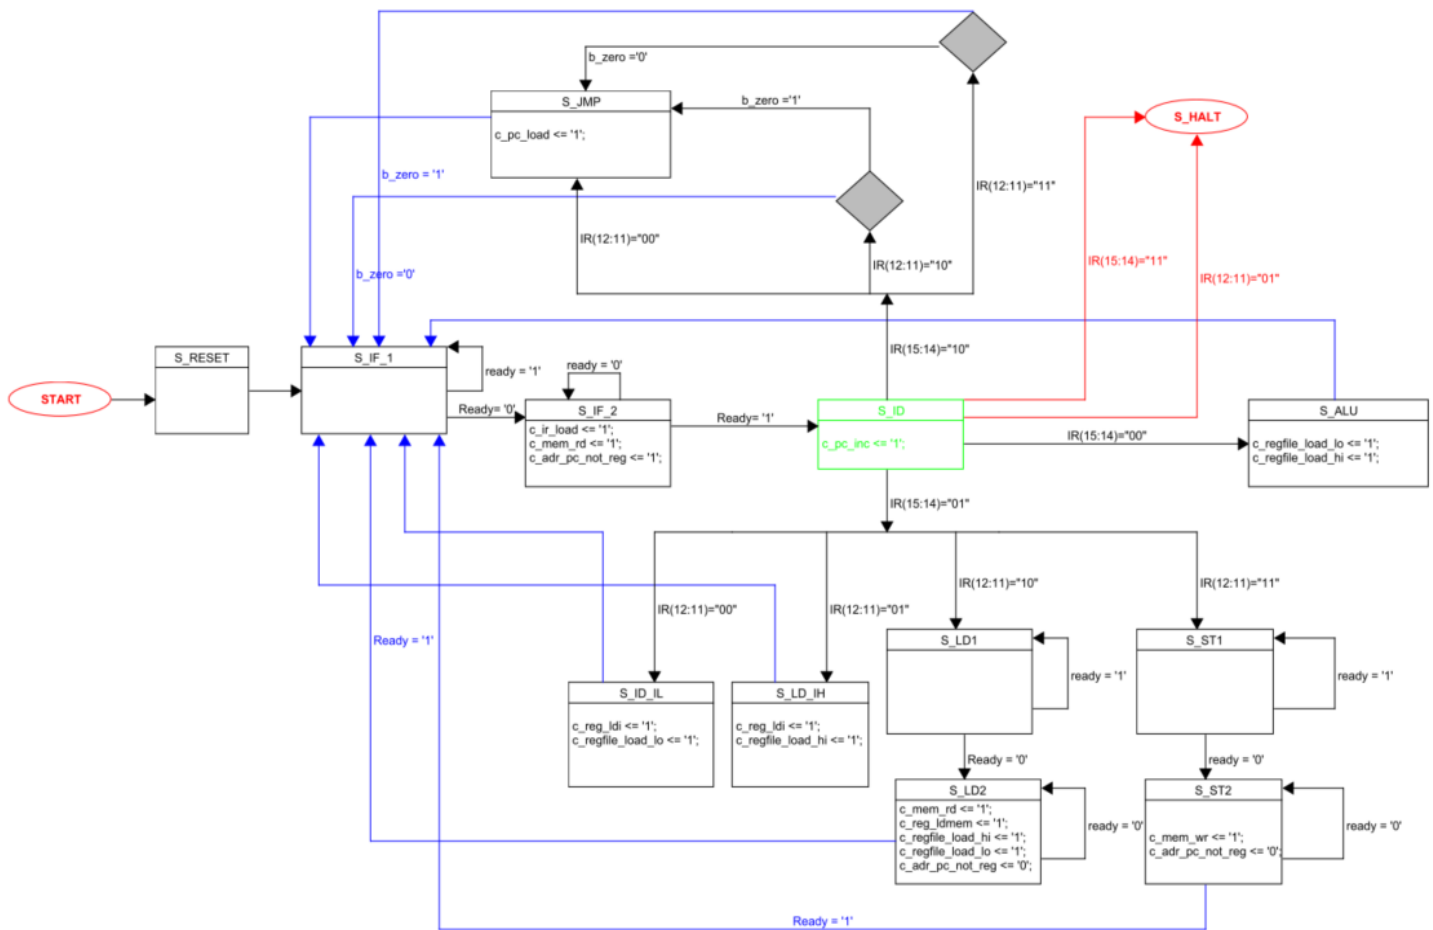 b_zero ='0'
S_JMP
c_pc_load <= '1';
b_zero ='1'
S_HALT
b_zero = '1'
IR(12:11)="11"
IR(12:11)="00"
IR(12:11)="10"
b_zero ='0'
IR(15:14)="11"
IR(12:11)="01"
S_RESET
S_IF_1
ready = '1'
ready = '0'
IR(15:14)="10"
START
Ready= '0'
S_IF_2
c_ir_load <= '1';
c_mem_rd <= '1';
c_adr_pc_not_reg <= '1';
Ready= '1'
S_ID
c_pc_inc <= '1';
IR(15:14)="00"
S_ALU
c_regfile_load_lo <= '1';
c_regfile_load_hi <= '1';
IR(15:14)="01"
IR(12:11)="00"
IR(12:11)="01"
IR(12:11)="10"
IR(12:11)="11"
Ready = '1'
S_ID_IL
c_reg_ldi <= '1';
c_regfile_load_lo <= '1';
S_LD_IH
c_reg_ldi <= '1';
c_regfile_load_hi <= '1';
S_LD1
ready = '1'
S_ST1
ready = '1'
Ready = '0'
ready = '0'
S_LD2
c_mem_rd <= '1';
c_reg_ldmem <= '1';
c_regfile_load_hi <= '1';
c_regfile_load_lo <= '1';
c_adr_pc_not_reg <= '0';
ready = '0'
S_ST2
c_mem_wr <= '1';
c_adr_pc_not_reg <= '0';
ready = '0'
Ready = '1'